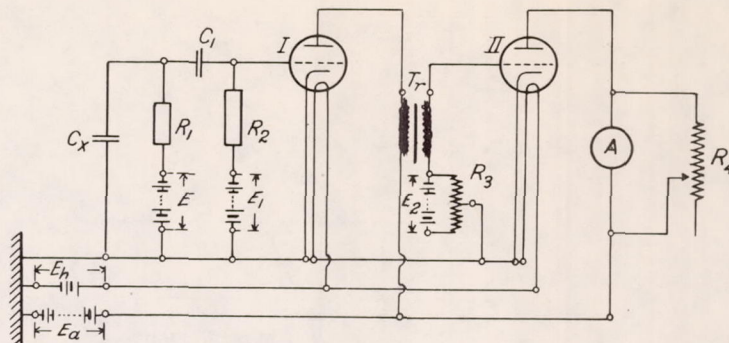 C₁
I
II
Cₓ
R₁
R₂
Tᵣ
A
R₄
E
E₁
E₂
R₃
Eₕ
Eₐ